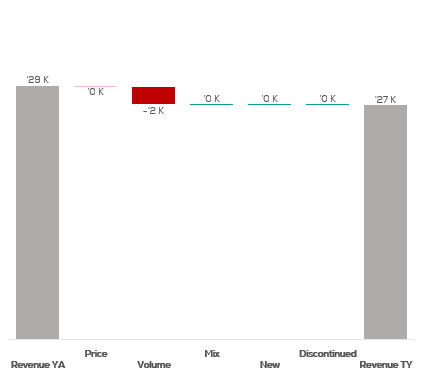 '29 K
'0 K
-'2 K
'0 K
'0 K
'0 K
'27 K
Revenue YA
Price
Volume
Mix
New
Discontinued
Revenue TY